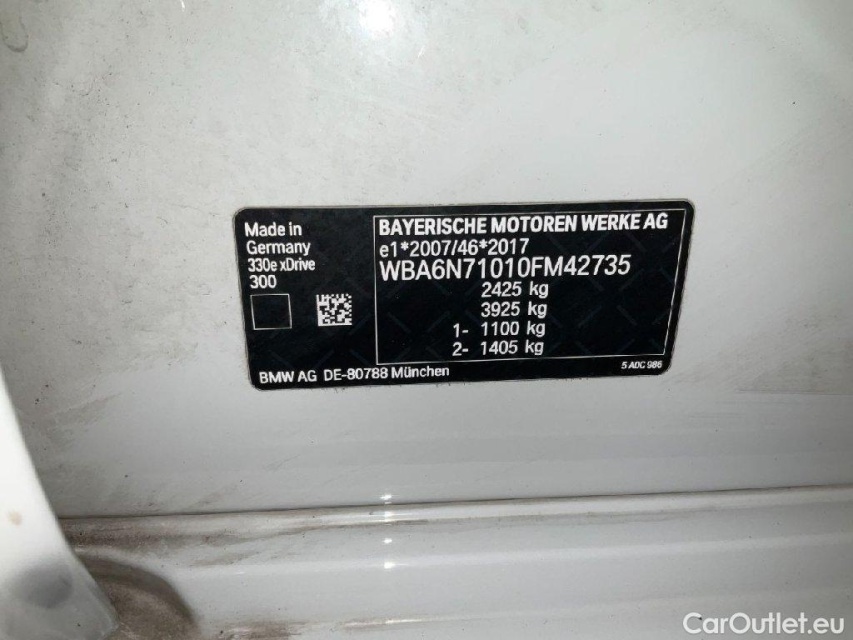 Made in
Germany
330e xDrive
300
BMW AG DE-80788 München
BAYERISCHE MOTOREN WERKE AG
e1*2007/46*2017
WBA6N71010FM42735
2425 kg
3925 kg
1- 1100 kg
2- 1405 kg
5 A0C 986
CarOutlet.eu